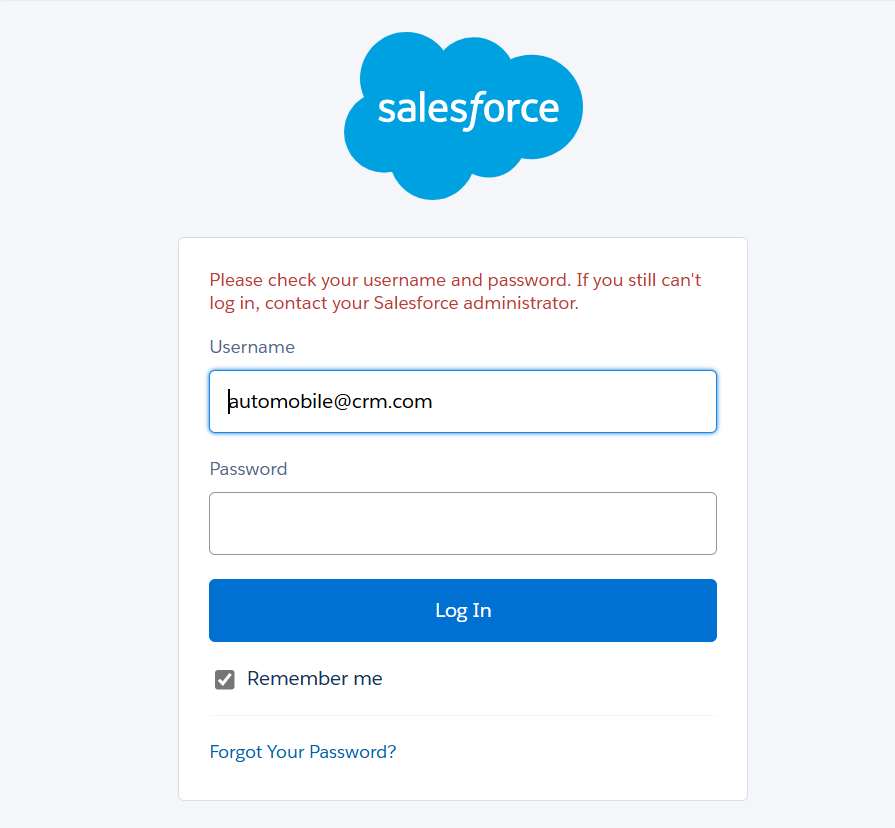 salesforce
Please check your username and password. If you still can't
log in, contact your Salesforce administrator.
Username
automobile@crm.com
Password
Log In
Remember me
Forgot Your Password?